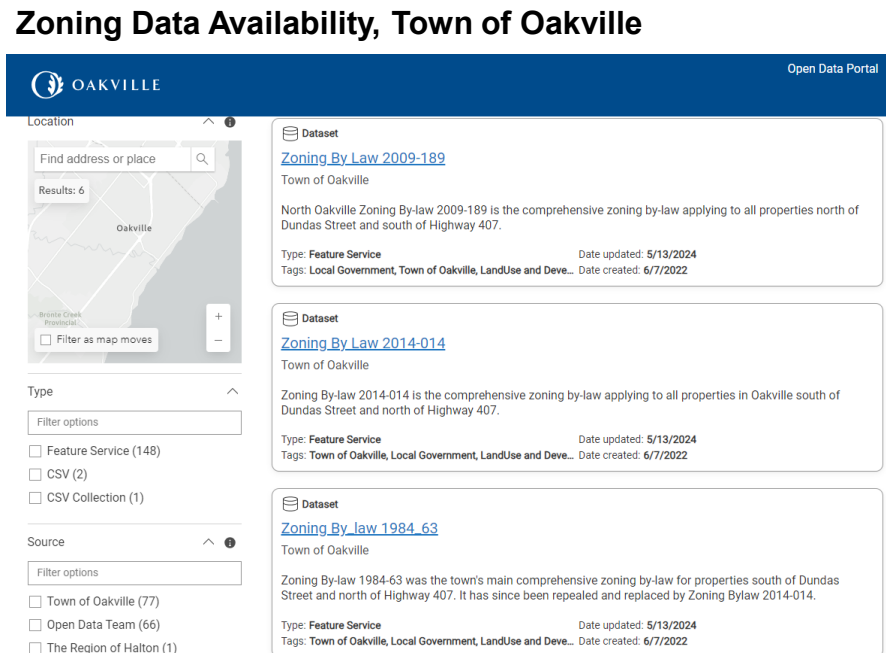 Zoning Data Availability, Town of Oakville
OAKVILLE
Open Data Portal
Location
Find address or place
Results: 6
Oakville
Bronte Creek
Provincial
+
−
Filter as map moves
Type
Filter options
Feature Service (148)
CSV (2)
CSV Collection (1)
Source
Filter options
Town of Oakville (77)
Open Data Team (66)
The Region of Halton (1)
Dataset
Zoning By Law 2009-189
Town of Oakville
North Oakville Zoning By-law 2009-189 is the comprehensive zoning by-law applying to all properties north of
Dundas Street and south of Highway 407.
Type: Feature Service Date updated: 5/13/2024
Tags: Local Government, Town of Oakville, LandUse and Deve... Date created: 6/7/2022
Dataset
Zoning By Law 2014-014
Town of Oakville
Zoning By-law 2014-014 is the comprehensive zoning by-law applying to all properties in Oakville south of
Dundas Street and north of Highway 407.
Type: Feature Service Date updated: 5/13/2024
Tags: Town of Oakville, Local Government, LandUse and Deve... Date created: 6/7/2022
Dataset
Zoning By_law 1984_63
Town of Oakville
Zoning By-law 1984-63 was the town's main comprehensive zoning by-law for properties south of Dundas
Street and north of Highway 407. It has since been repealed and replaced by Zoning Bylaw 2014-014.
Type: Feature Service Date updated: 5/13/2024
Tags: Town of Oakville, Local Government, LandUse and Deve... Date created: 6/7/2022